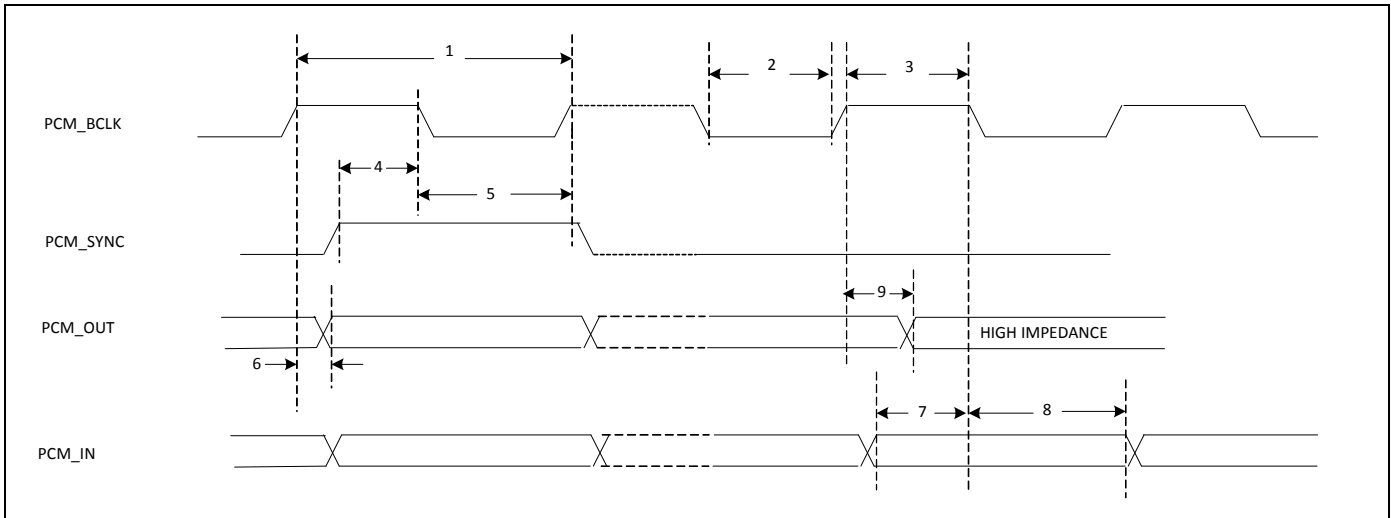 1
2
3
PCM_BCLK
4
5
PCM_SYNC
9
PCM_OUT
HIGH IMPEDANCE
6
7
8
PCM_IN